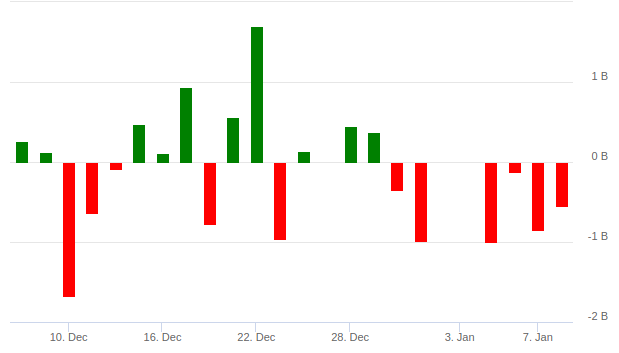 1 B
0 B
-1 B
-2 B
10. Dec
16. Dec
22. Dec
28. Dec
3. Jan
7. Jan